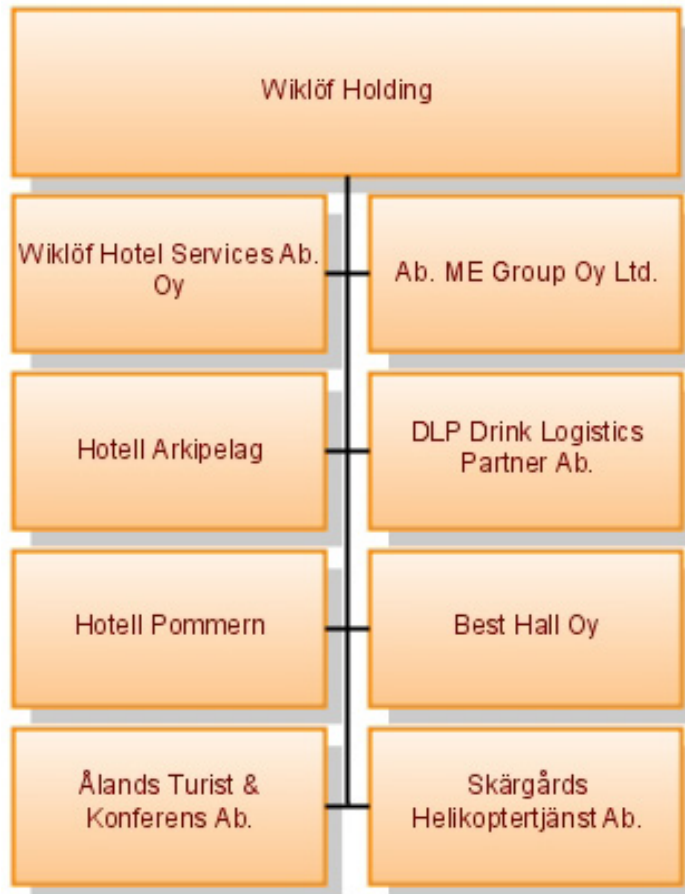 Wiklöf Holding
Wiklöf Hotel Services Ab.
Oy
Ab. ME Group Oy Ltd.
Hotell Arkipelag
DLP Drink Logistics
Partner Ab.
Hotell Pommern
Best Hall Oy
Ålands Turist &
Konferens Ab.
Skärgårds
Helikoptertjänst Ab.